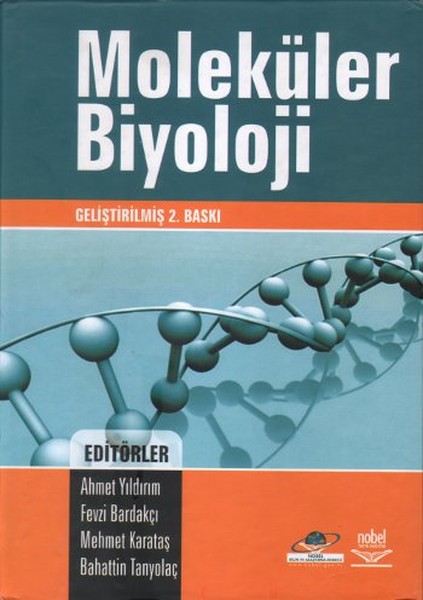 Moleküler
Biyoloji
GELİŞTİRİLMİŞ 2. BASKI
EDİTÖRLER
Ahmet Yıldırım
Fevzi Bardakçı
Mehmet Karataş
Bahattin Tanyolaç
NOBEL
nobel